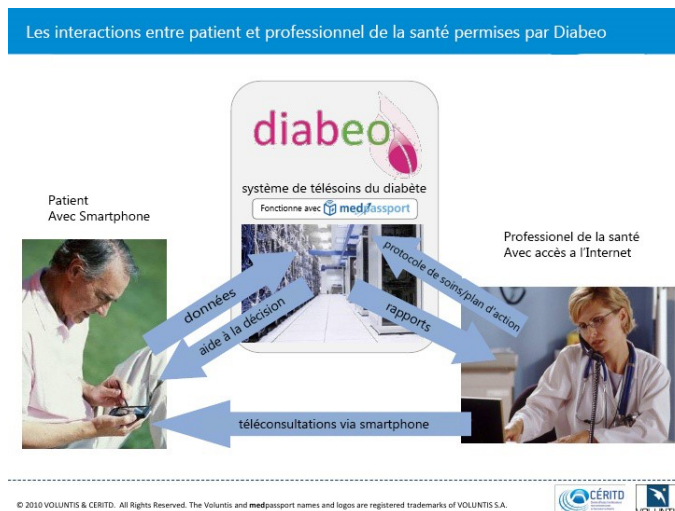 Les interactions entre patient et professionnel de la santé permises par Diabeo
diabeo
système de télésoins du diabète
Fonctionne avec medpassport
Patient
Avec Smartphone
Professionel de la santé
Avec accès a l'Internet
données
aide à la décision
rapports
protocole de soins/plan d'action
téléconsultations via smartphone
© 2010 VOLUNTIS & CERITD. All Rights Reserved. The Voluntis and medpassport names and logos are registered trademarks of VOLUNTIS S.A.
CÉRITD